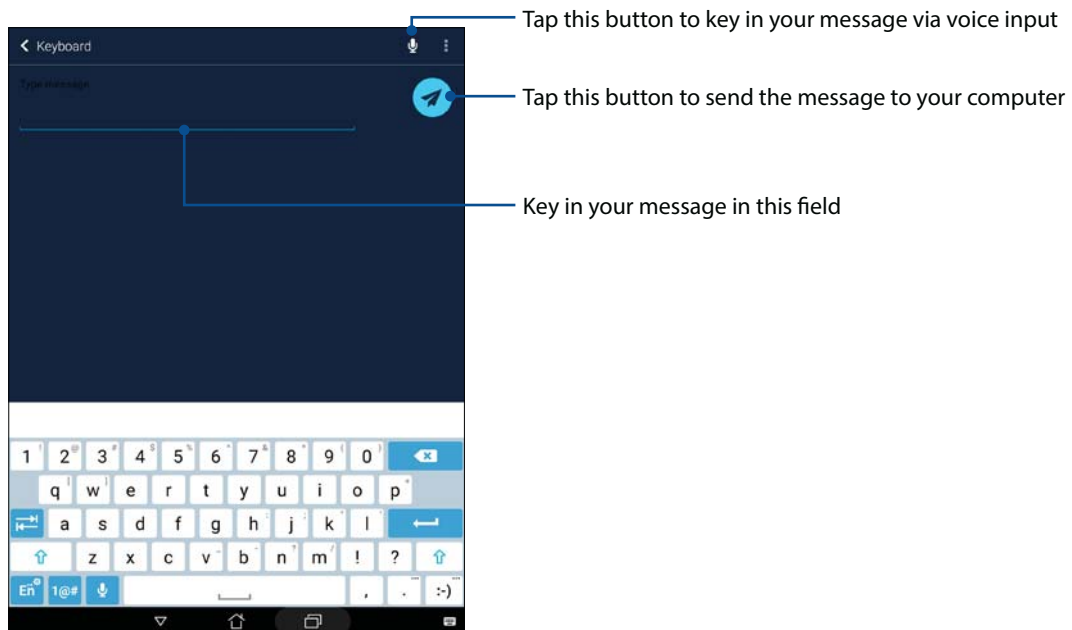 Tap this button to key in your message via voice input
Keyboard
Type message
Tap this button to send the message to your computer
Key in your message in this field
1 ! 2 @ 3 # 4 $ 5 % 6 7 & 8 * 9 ( 0 )
q [ w ] e r t y u i o p
a s d f g h : j ; k l
z x c v b n ? m / ! ?
En 1@# , . :-)